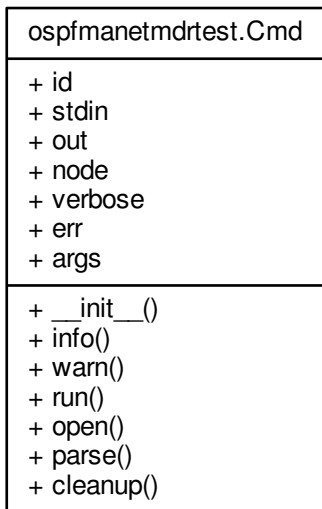 ospfmanetmdrtest.Cmd
+ id
+ stdin
+ out
+ node
+ verbose
+ err
+ args
+ __init__()
+ info()
+ warn()
+ run()
+ open()
+ parse()
+ cleanup()